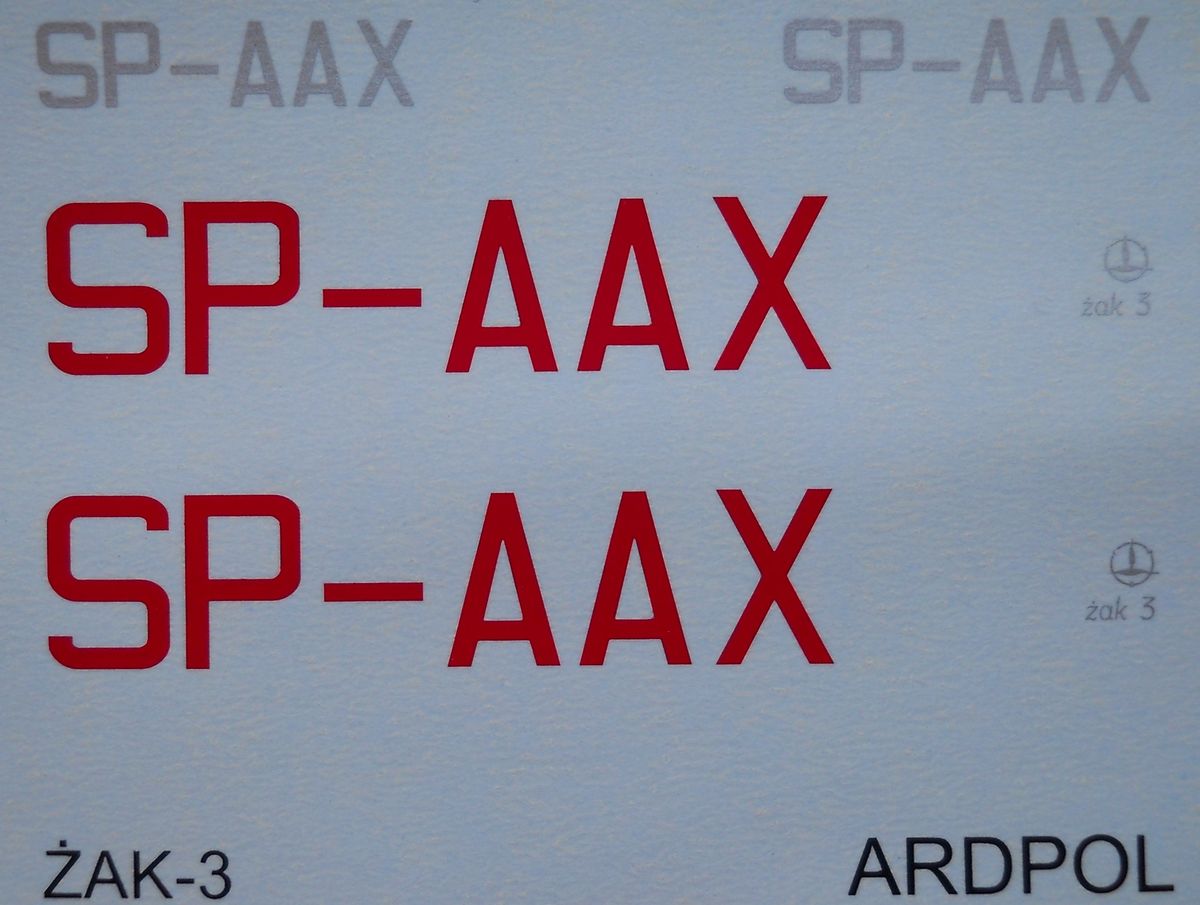 SP-AAX SP-AAX
SP-AAX
żak 3
SP-AAX
żak 3
ŻAK-3 ARDPOL